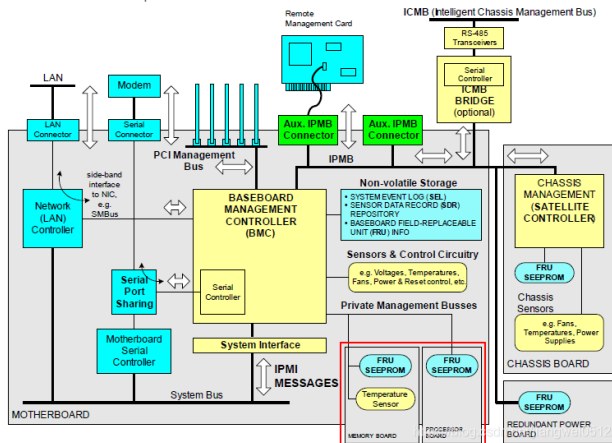 Remote
Management Card
ICMB (Intelligent Chassis Management Bus)
RS-485
Transceivers
Serial
Controller
ICMB
BRIDGE
(optional)
LAN
Modem
LAN
Connector
Serial
Connector
Aux. IPMB
Connector
Aux. IPMB
Connector
PCI Management
Bus
IPMB
side-band
interface
to NIC,
e.g.
SMBus
Network
(LAN)
Controller
BASEBOARD
MANAGEMENT
CONTROLLER
(BMC)
Non-volatile Storage
• SYSTEM EVENT LOG (SEL)
• SENSOR DATA RECORD (SDR)
REPOSITORY
• BASEBOARD FIELD-REPLACEABLE
UNIT (FRU) INFO
CHASSIS
MANAGEMENT
(SATELLITE
CONTROLLER)
Sensors & Control Circuitry
e.g. Voltages, Temperatures,
Fans, Power & Reset control, etc.
FRU
SEEPROM
Serial
Port
Sharing
Serial
Controller
Private Management Busses
Chassis
Sensors
e.g. Fans,
Temperatures, Power
Supplies
CHASSIS BOARD
Motherboard
Serial
Controller
System Interface
IPMI
MESSAGES
FRU
SEEPROM
FRU
SEEPROM
Temperature
Sensor
System Bus
MOTHERBOARD
MEMORY BOARD
PROCESSOR
BOARD
FRU
SEEPROM
REDUNDANT POWER
BOARD